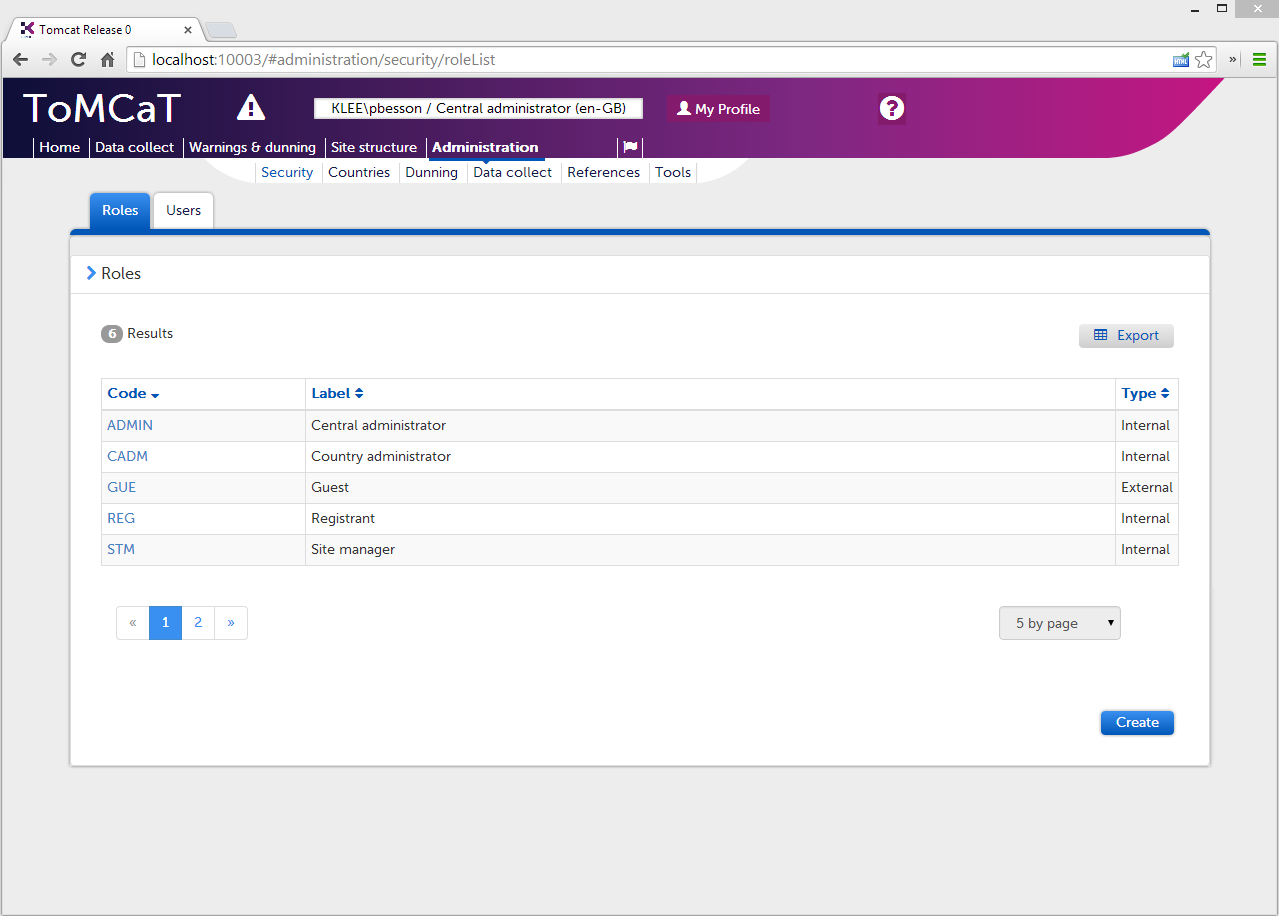 Tomcat Release 0
localhost:10003/#administration/security/roleList
ToMCaT KLEE\pbesson / Central administrator (en-GB) My Profile ?
Home Data collect Warnings & dunning Site structure Administration
Security Countries Dunning Data collect References Tools
Roles Users
Roles
6 Results Export
Code Label Type
ADMIN Central administrator Internal
CADM Country administrator Internal
GUE Guest External
REG Registrant Internal
STM Site manager Internal
« 1 2 » 5 by page
Create